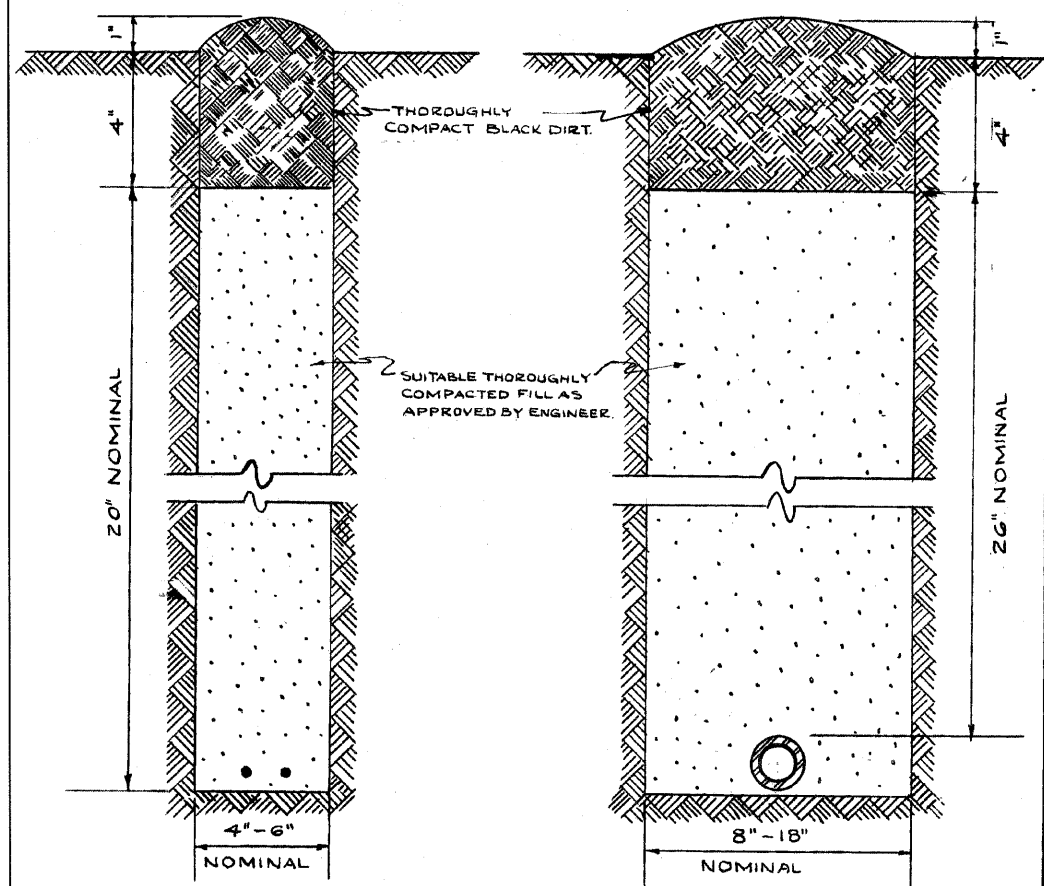 1"
1"
4"
4"
THOROUGHLY
COMPACT BLACK DIRT.
SUITABLE THOROUGHLY
COMPACTED FILL AS
APPROVED BY ENGINEER.
20" NOMINAL
26" NOMINAL
4"-6"
NOMINAL
8"-18"
NOMINAL